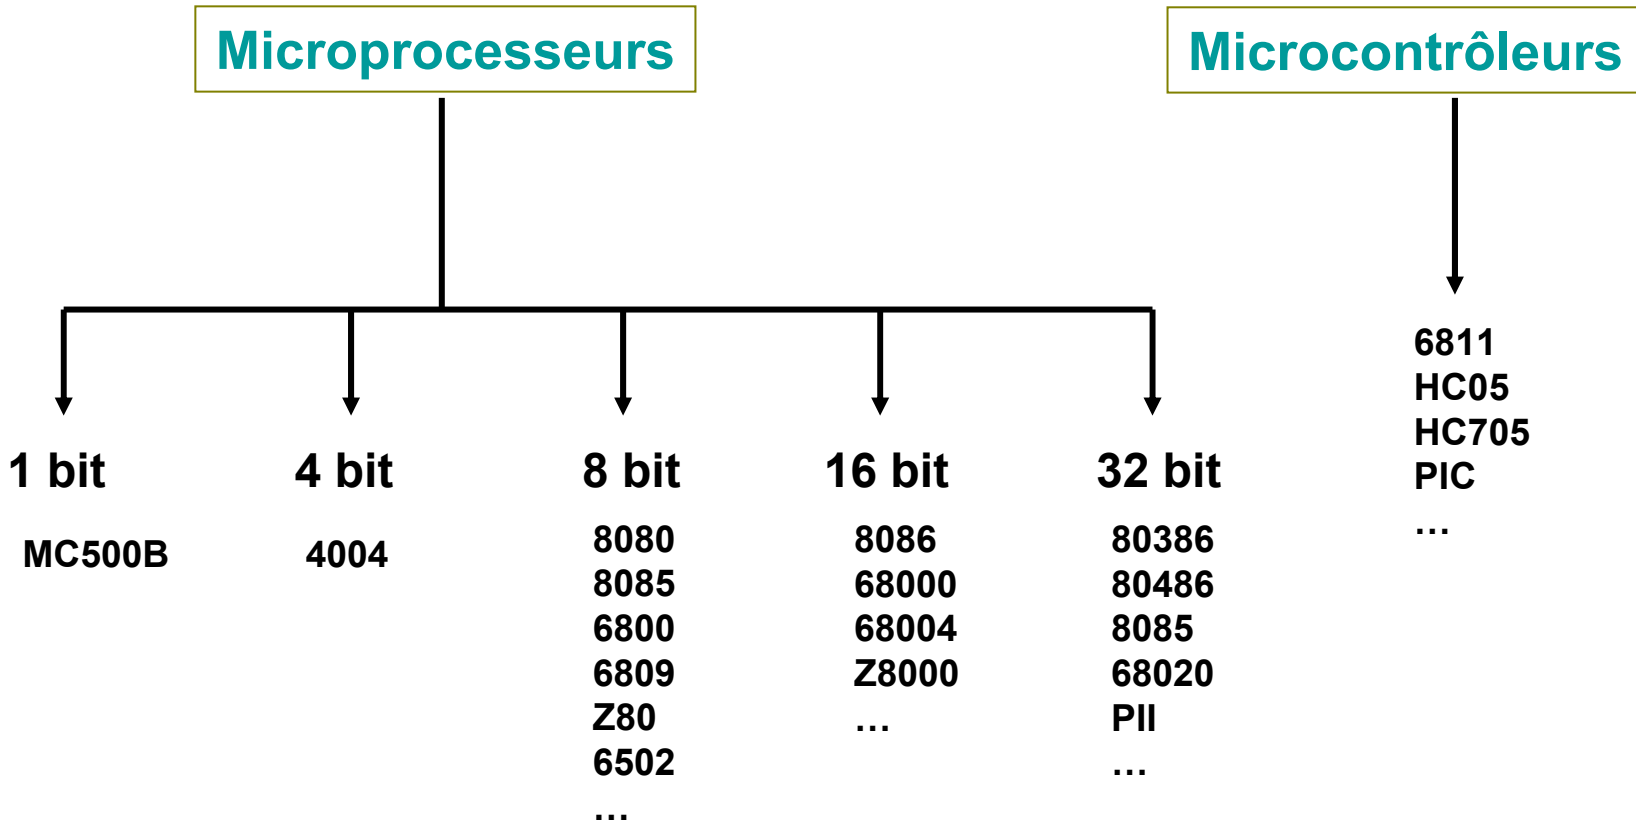 Microprocesseurs
Microcontrôleurs
1 bit
MC500B
4 bit
4004
8 bit
8080
8085
6800
6809
Z80
6502
…
16 bit
8086
68000
68004
Z8000
…
32 bit
80386
80486
8085
68020
PII
…
6811
HC05
HC705
PIC
…